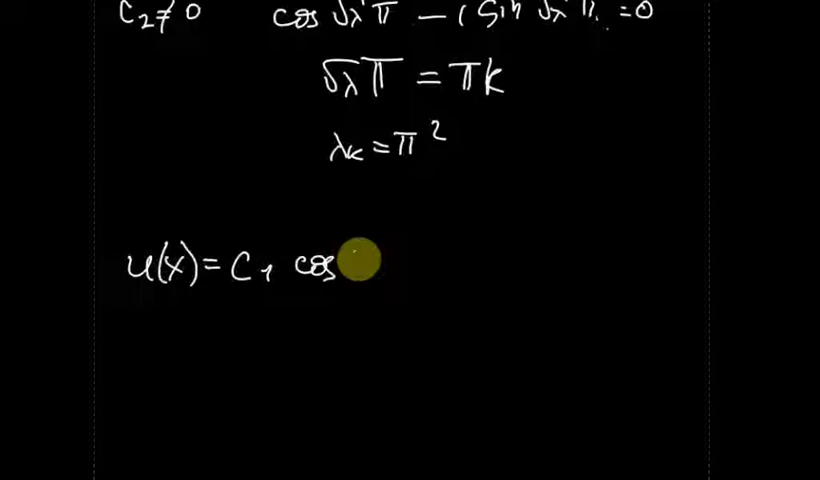 C₂≠0 cos √λ π − ( sin √λ π. =0
√λ π = πk
λₖ = π²
u(x) = C₁ cos